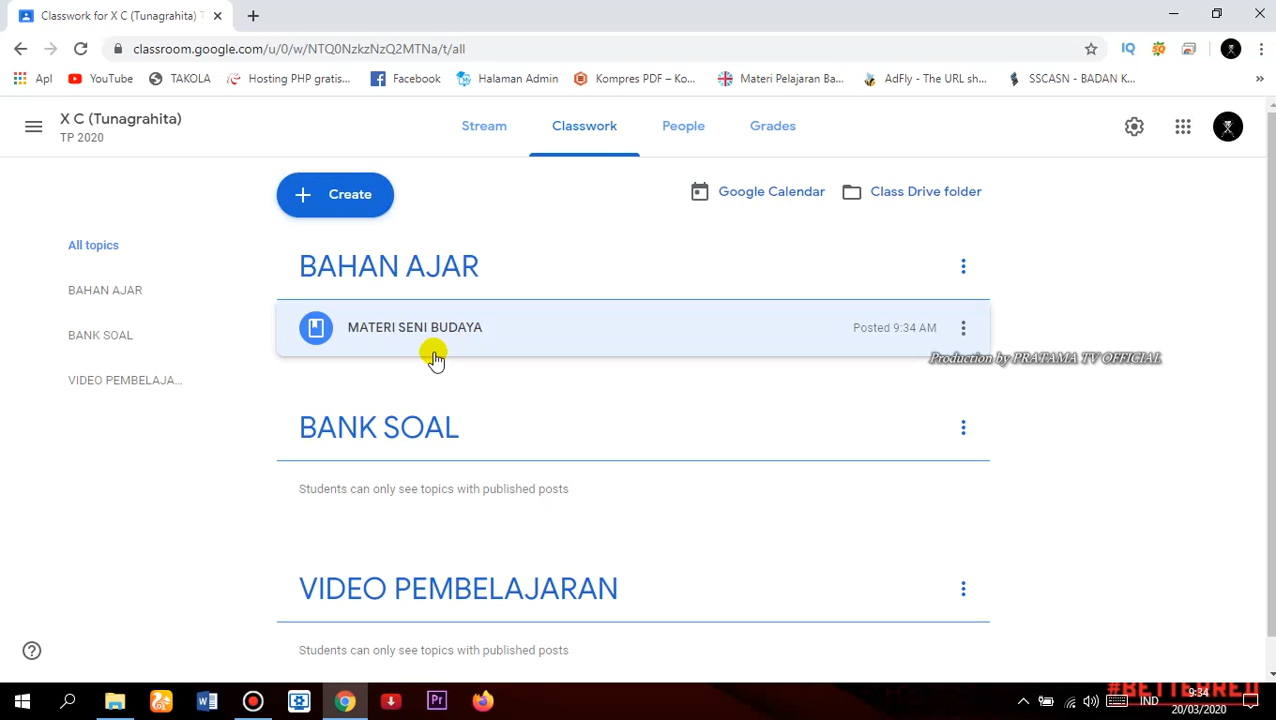 Classwork for X C (Tunagrahita) T
classroom.google.com/u/0/w/NTQ0NzkzNzQ2MTNa/t/all
IQ
Apl
YouTube
TAKOLA
Hosting PHP gratis...
Facebook
Halaman Admin
Kompres PDF – Ko...
Materi Pelajaran Ba...
AdFly - The URL sh...
SSCASN - BADAN K...
X C (Tunagrahita)
TP 2020
Stream
Classwork
People
Grades
Create
Google Calendar
Class Drive folder
All topics
BAHAN AJAR
BANK SOAL
VIDEO PEMBELAJA...
BAHAN AJAR
MATERI SENI BUDAYA
Posted 9:34 AM
Production by PRATAMA TV OFFICIAL
BANK SOAL
Students can only see topics with published posts
VIDEO PEMBELAJARAN
Students can only see topics with published posts
Pr
IND
9:34
20/03/2020